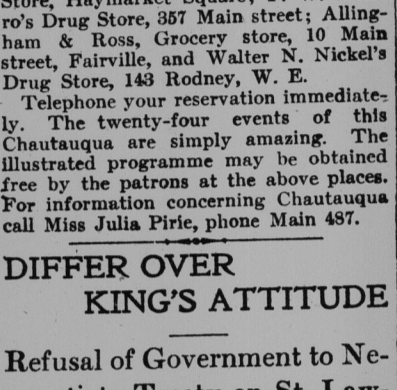 Store, Haymarket Square,
ro's Drug Store, 357 Main street; Alling-
ham & Ross, Grocery store, 10 Main
street, Fairville, and Walter N. Nickel's
Drug Store, 143 Rodney, W. E.
Telephone your reservation immediate-
ly. The twenty-four events of this
Chautauqua are simply amazing. The
illustrated programme may be obtained
free by the patrons at the above places.
For information concerning Chautauqua
call Miss Julia Pirie, phone Main 487.
DIFFER OVER
KING'S ATTITUDE
Refusal of Government to Ne-